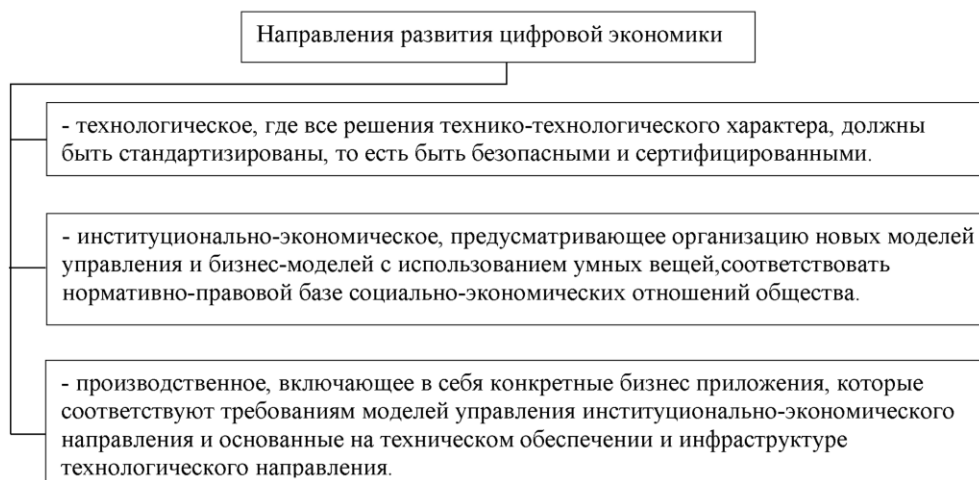 Направления развития цифровой экономики
- технологическое, где все решения технико-технологического характера, должны
быть стандартизированы, то есть быть безопасными и сертифицированными.
- институционально-экономическое, предусматривающее организацию новых моделей
управления и бизнес-моделей с использованием умных вещей,соответствовать
нормативно-правовой базе социально-экономических отношений общества.
- производственное, включающее в себя конкретные бизнес приложения, которые
соответствуют требованиям моделей управления институционально-экономического
направления и основанные на техническом обеспечении и инфраструктуре
технологического направления.